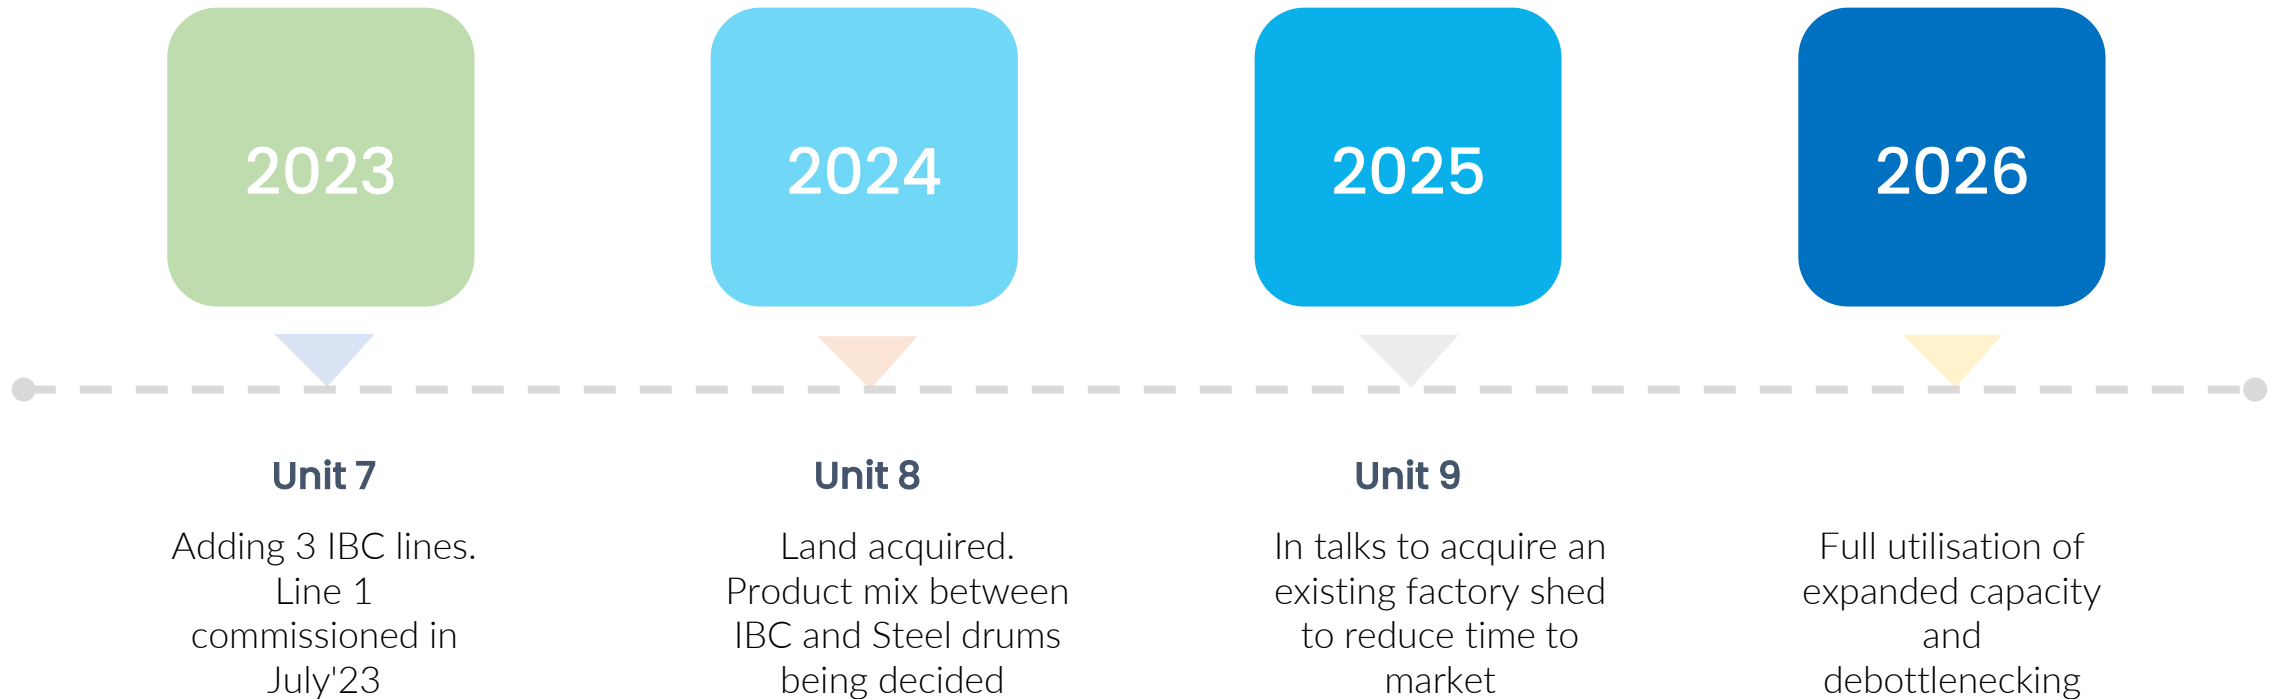 2023
2024
2025
2026
Unit 7
Adding 3 IBC lines.
Line 1
commissioned in
July'23
Unit 8
Land acquired.
Product mix between
IBC and Steel drums
being decided
Unit 9
In talks to acquire an
existing factory shed
to reduce time to
market
Full utilisation of
expanded capacity
and
debottlenecking